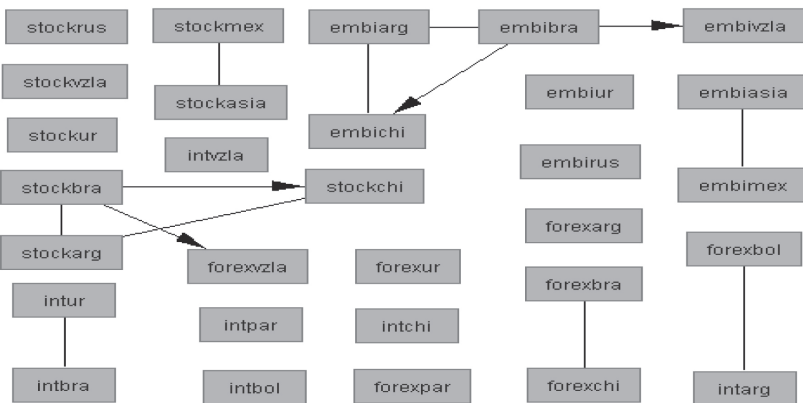 stockrus
stockmex
embiarg
embibra
embivzla
stockvzla
stockasia
embiur
embiasia
stockur
embichi
intvzla
embirus
stockbra
stockchi
embimex
forexarg
stockarg
forexvzla
forexur
forexbol
intur
forexbra
intpar
intchi
intbra
intbol
forexpar
forexchi
intarg